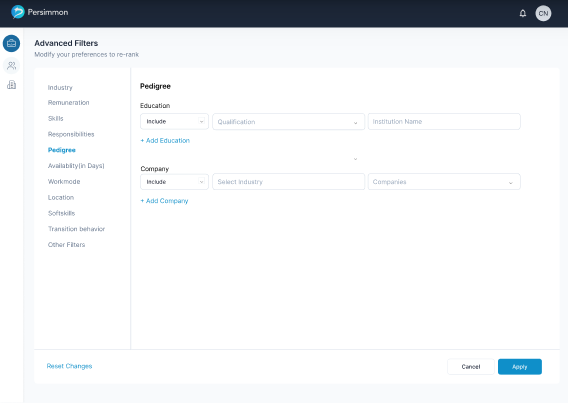 Persimmon
CN
Advanced Filters
Modify your preferences to re-rank
Industry
Remuneration
Skills
Responsibilities
Pedigree
Availablity(in Days)
Workmode
Location
Softskills
Transition behavior
Other Filters
Pedigree
Education
Include
Qualification
Institution Name
+ Add Education
Company
Include
Select Industry
Companies
+ Add Company
Reset Changes
Cancel
Apply